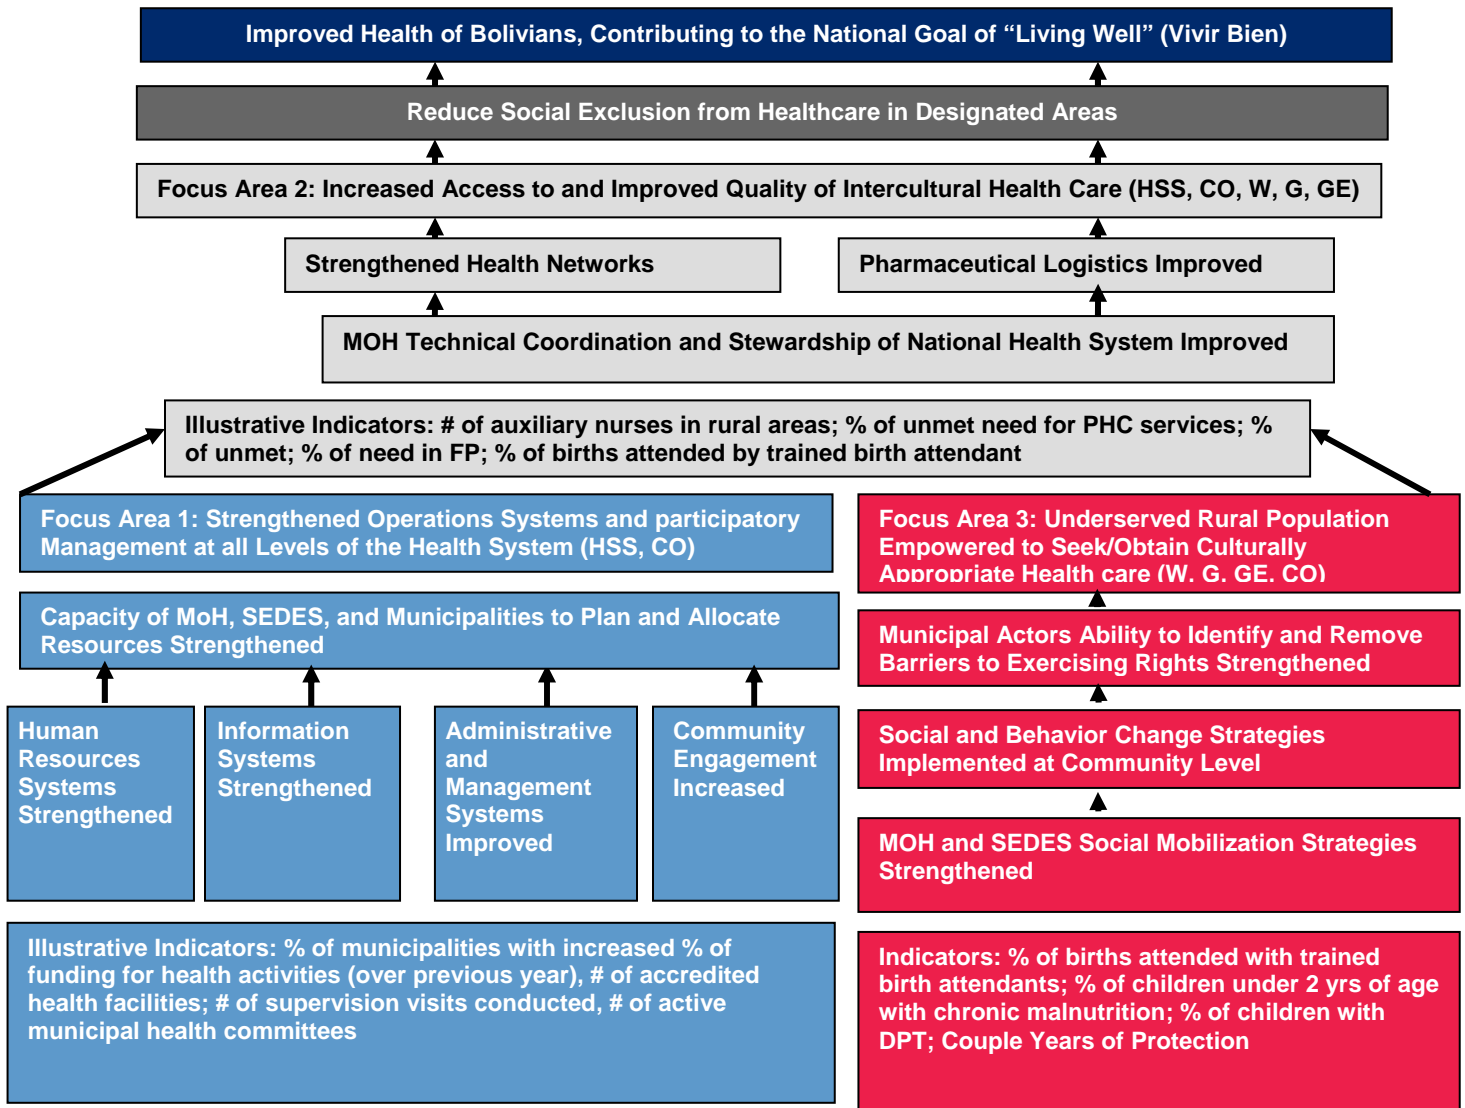 Improved Health of Bolivians, Contributing to the National Goal of “Living Well” (Vivir Bien)
Reduce Social Exclusion from Healthcare in Designated Areas
Focus Area 2: Increased Access to and Improved Quality of Intercultural Health Care (HSS, CO, W, G, GE)
Strengthened Health Networks
Pharmaceutical Logistics Improved
MOH Technical Coordination and Stewardship of National Health System Improved
Illustrative Indicators: # of auxiliary nurses in rural areas; % of unmet need for PHC services; %
of unmet; % of need in FP; % of births attended by trained birth attendant
Focus Area 1: Strengthened Operations Systems and participatory
Management at all Levels of the Health System (HSS, CO)
Capacity of MoH, SEDES, and Municipalities to Plan and Allocate
Resources Strengthened
Human
Resources
Systems
Strengthened
Information
Systems
Strengthened
Administrative
and
Management
Systems
Improved
Community
Engagement
Increased
Illustrative Indicators: % of municipalities with increased % of
funding for health activities (over previous year), # of accredited
health facilities; # of supervision visits conducted, # of active
municipal health committees
Focus Area 3: Underserved Rural Population
Empowered to Seek/Obtain Culturally
Appropriate Health care (W, G, GE, CO)
Municipal Actors Ability to Identify and Remove
Barriers to Exercising Rights Strengthened
Social and Behavior Change Strategies
Implemented at Community Level
MOH and SEDES Social Mobilization Strategies
Strengthened
Indicators: % of births attended with trained
birth attendants; % of children under 2 yrs of age
with chronic malnutrition; % of children with
DPT; Couple Years of Protection